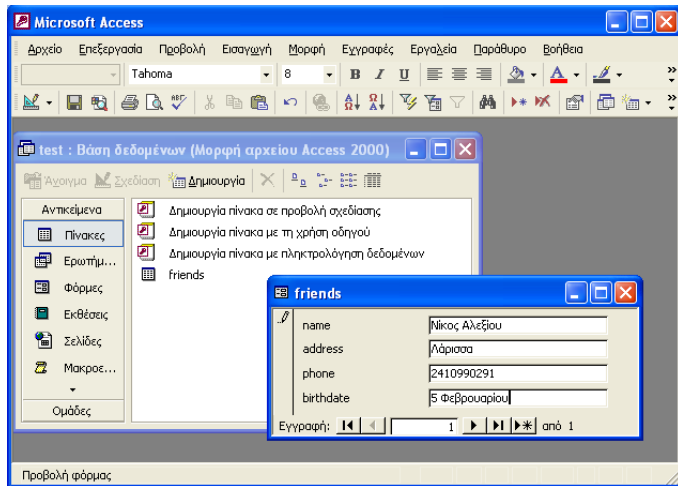 Microsoft Access
Αρχείο Επεξεργασία Προβολή Εισαγωγή Μορφή Εγγραφές Εργαλεία Παράθυρο Βοήθεια
Tahoma 8 B I U A
test : Βάση δεδομένων (Μορφή αρχείου Access 2000)
Άνοιγμα Σχεδίαση Δημιουργία
Αντικείμενα
Πίνακες
Ερωτήμ...
Φόρμες
Εκθέσεις
Σελίδες
Μακροε...
Ομάδες
Δημιουργία πίνακα σε προβολή σχεδίασης
Δημιουργία πίνακα με τη χρήση οδηγού
Δημιουργία πίνακα με πληκτρολόγηση δεδομένων
friends
friends
name Νίκος Αλεξίου
address Λάρισσα
phone 2410990291
birthdate 5 Φεβρουαρίου
Εγγραφή: 1 από 1
Προβολή φόρμας